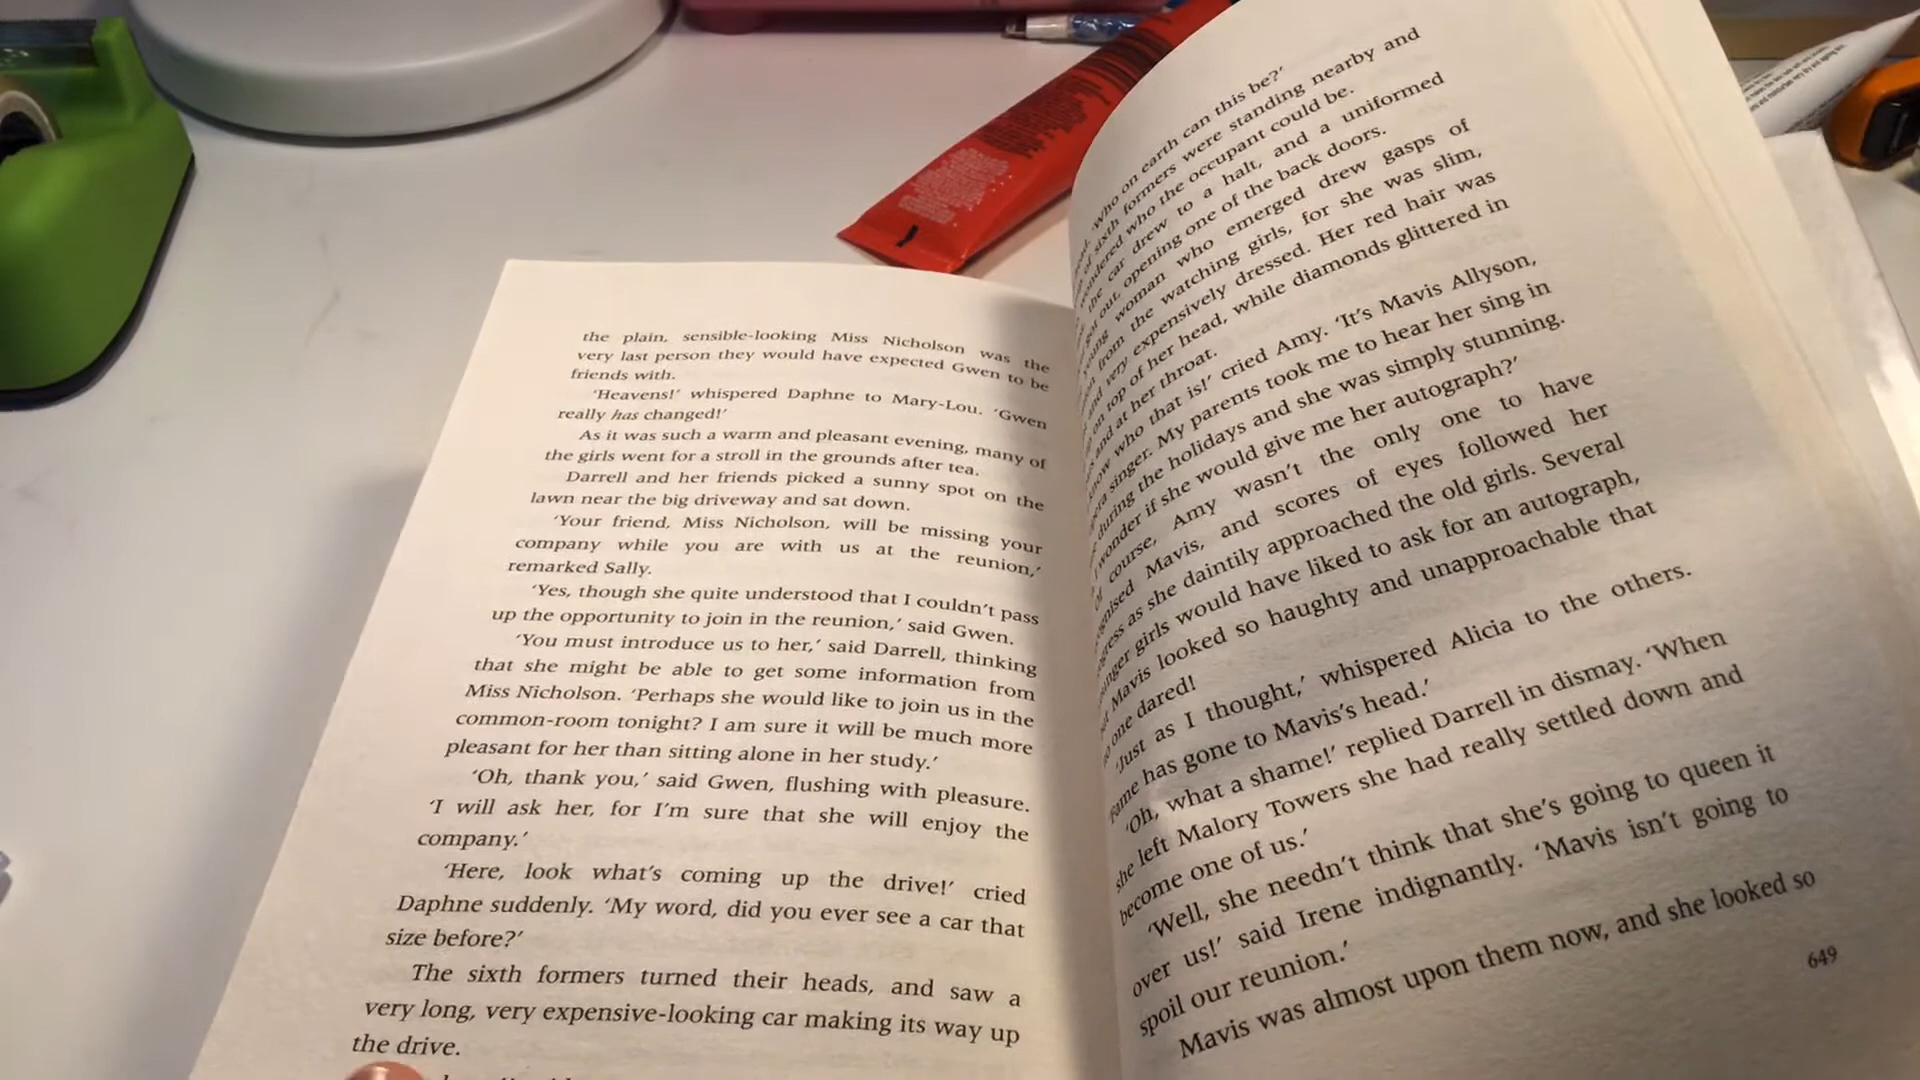 the plain, sensible-looking Miss Nicholson was the
very last person they would have expected Gwen to be
friends with.
‘Heavens!’ whispered Daphne to Mary-Lou. ‘Gwen
really has changed!’
As it was such a warm and pleasant evening, many of
the girls went for a stroll in the grounds after tea.
Darrell and her friends picked a sunny spot on the
lawn near the big driveway and sat down.
‘Your friend, Miss Nicholson, will be missing your
company while you are with us at the reunion,’
remarked Sally.
‘Yes, though she quite understood that I couldn’t pass
up the opportunity to join in the reunion,’ said Gwen.
‘You must introduce us to her,’ said Darrell, thinking
that she might be able to get some information from
Miss Nicholson. ‘Perhaps she would like to join us in the
common-room tonight? I am sure it will be much more
pleasant for her than sitting alone in her study.’
‘Oh, thank you,’ said Gwen, flushing with pleasure.
‘I will ask her, for I’m sure that she will enjoy the
company.’
‘Here, look what’s coming up the drive!’ cried
Daphne suddenly. ‘My word, did you ever see a car that
size before?’
The sixth formers turned their heads, and saw a
very long, very expensive-looking car making its way up
the drive.
‘Who on earth can this be?’
of sixth formers were standing nearby and
wondered who the occupant could be.
the car drew to a halt, and a uniformed
got out, opening one of the back doors.
young woman who emerged drew gasps of
from the watching girls, for she was slim,
and very expensively dressed. Her red hair was
on top of her head, while diamonds glittered in
and at her throat.
know who that is!’ cried Amy. ‘It’s Mavis Allyson,
singer. My parents took me to hear her sing in
during the holidays and she was simply stunning.
I wonder if she would give me her autograph?’
Of course, Amy wasn’t the only one to have
Mavis, and scores of eyes followed her
as she daintily approached the old girls. Several
girls would have liked to ask for an autograph,
but Mavis looked so haughty and unapproachable that
no one dared!
‘Just as I thought,’ whispered Alicia to the others.
‘Fame has gone to Mavis’s head.’
‘Oh, what a shame!’ replied Darrell in dismay. ‘When
she left Malory Towers she had really settled down and
become one of us.’
‘Well, she needn’t think that she’s going to queen it
over us!’ said Irene indignantly. ‘Mavis isn’t going to
spoil our reunion.’
Mavis was almost upon them now, and she looked so
649